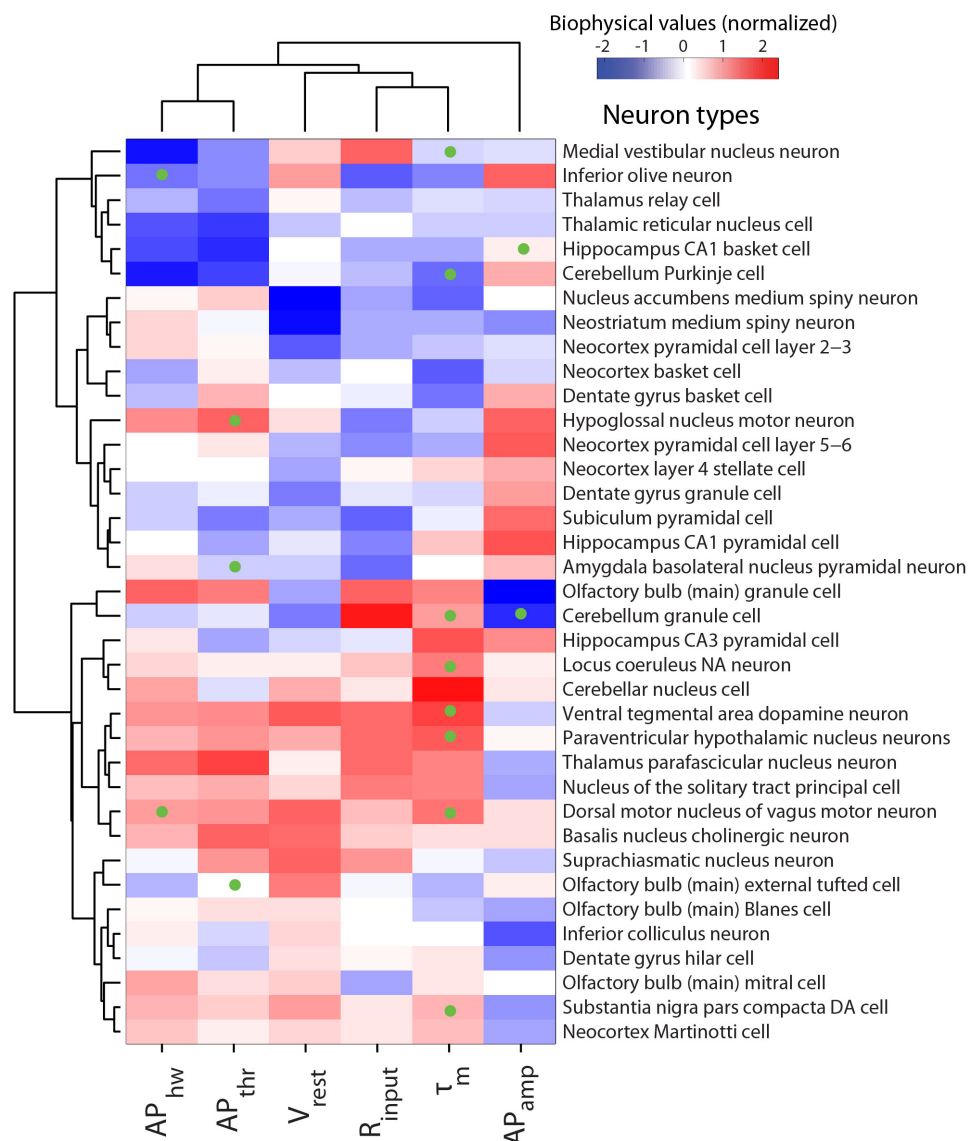 Biophysical values (normalized)
-2 -1 0 1 2
Neuron types
Medial vestibular nucleus neuron
Inferior olive neuron
Thalamus relay cell
Thalamic reticular nucleus cell
Hippocampus CA1 basket cell
Cerebellum Purkinje cell
Nucleus accumbens medium spiny neuron
Neostriatum medium spiny neuron
Neocortex pyramidal cell layer 2−3
Neocortex basket cell
Dentate gyrus basket cell
Hypoglossal nucleus motor neuron
Neocortex pyramidal cell layer 5−6
Neocortex layer 4 stellate cell
Dentate gyrus granule cell
Subiculum pyramidal cell
Hippocampus CA1 pyramidal cell
Amygdala basolateral nucleus pyramidal neuron
Olfactory bulb (main) granule cell
Cerebellum granule cell
Hippocampus CA3 pyramidal cell
Locus coeruleus NA neuron
Cerebellar nucleus cell
Ventral tegmental area dopamine neuron
Paraventricular hypothalamic nucleus neurons
Thalamus parafascicular nucleus neuron
Nucleus of the solitary tract principal cell
Dorsal motor nucleus of vagus motor neuron
Basalis nucleus cholinergic neuron
Suprachiasmatic nucleus neuron
Olfactory bulb (main) external tufted cell
Olfactory bulb (main) Blanes cell
Inferior colliculus neuron
Dentate gyrus hilar cell
Olfactory bulb (main) mitral cell
Substantia nigra pars compacta DA cell
Neocortex Martinotti cell
AP hw
AP thr
V rest
R input
τ m
AP amp